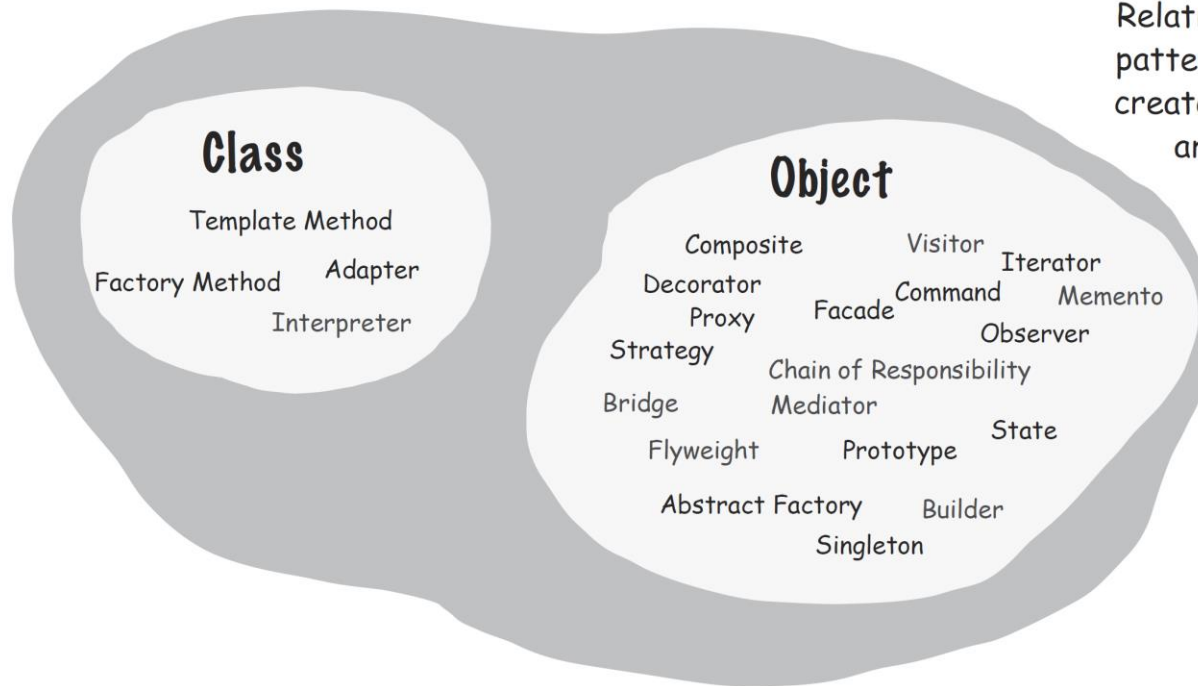 Class
Template Method
Factory Method
Adapter
Interpreter
Object
Composite
Visitor
Iterator
Decorator
Command
Memento
Proxy
Facade
Observer
Strategy
Chain of Responsibility
Bridge
Mediator
State
Flyweight
Prototype
Abstract Factory
Builder
Singleton